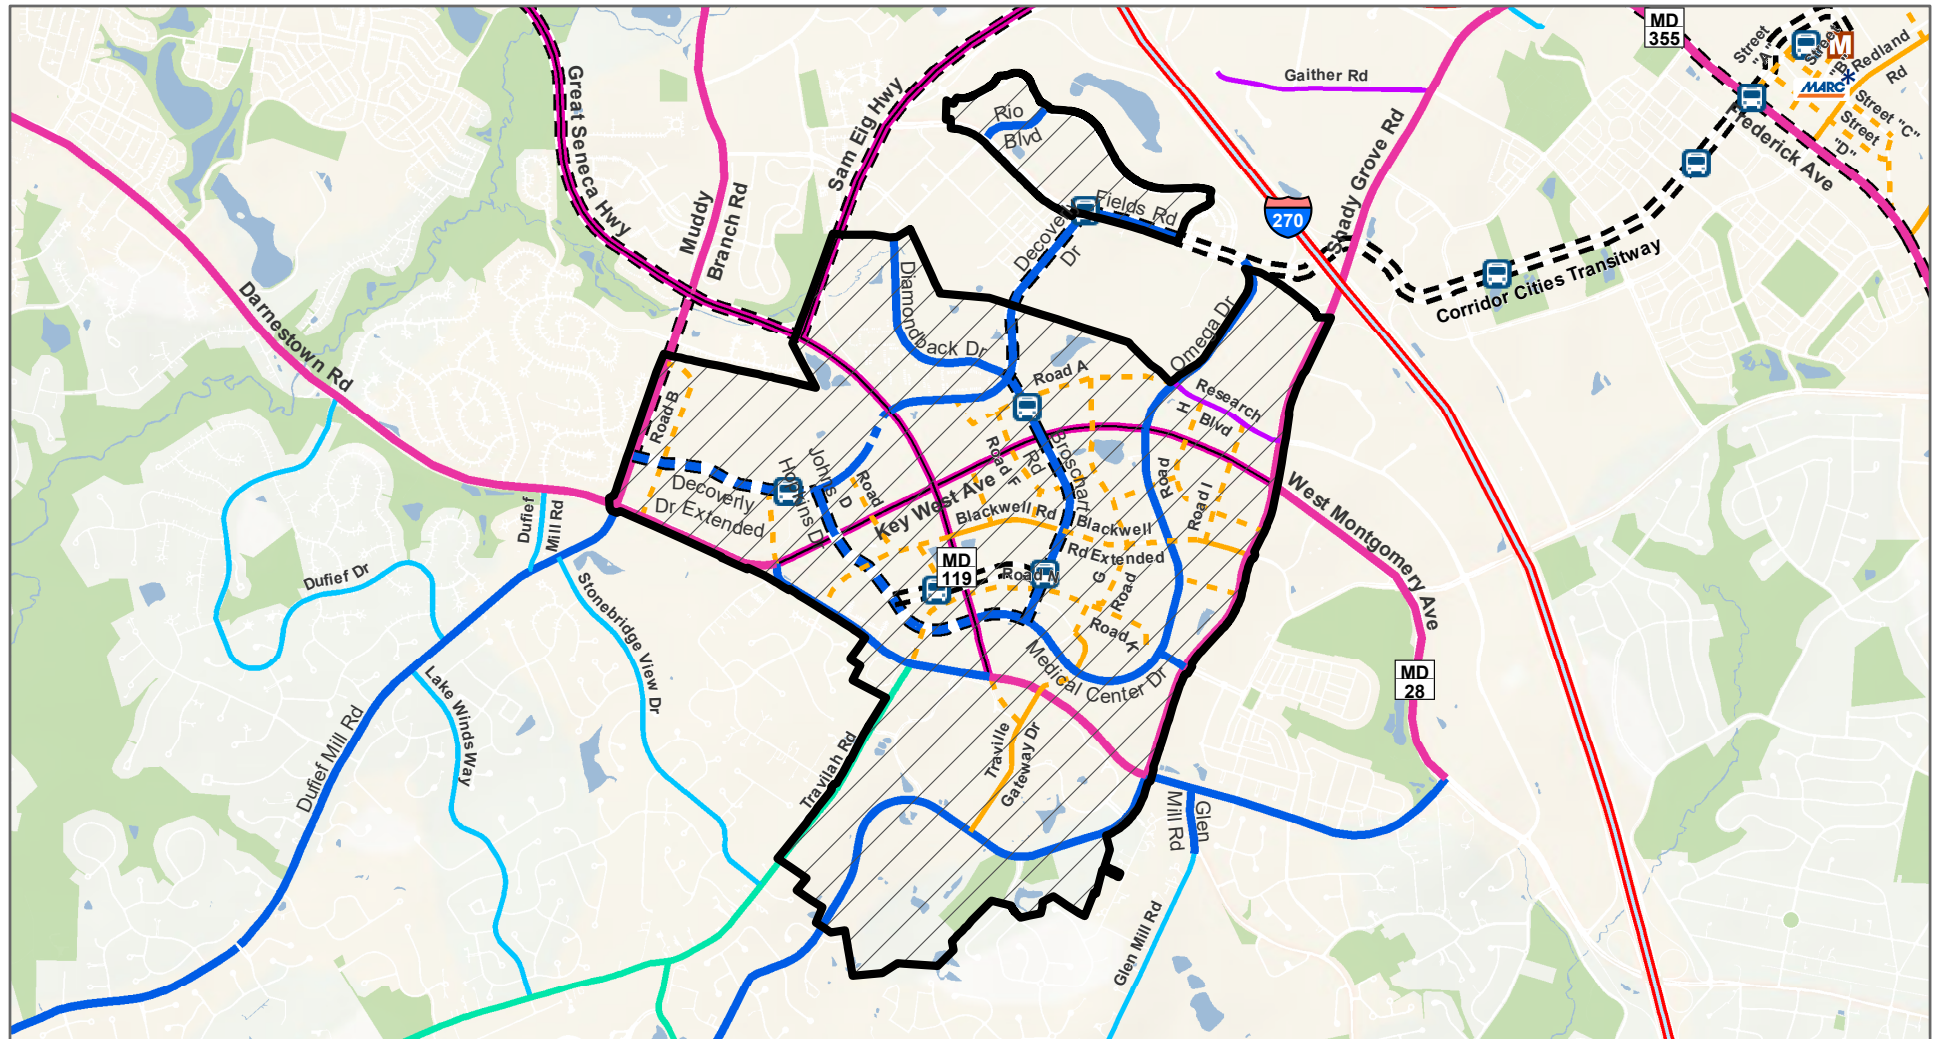 MD
355
Street
"A"
Street
"B"
M
Redland
Rd
MARC
Street "C"
Street
"D"
Frederick Ave
Gaither Rd
Great Seneca Hwy
Sam Eig Hwy
Rio
Blvd
Muddy
Branch Rd
Shady Grove Rd
Fields Rd
270
Decoverly
Dr
Corridor Cities Transitway
Darnestown Rd
Diamondback Dr
Omega Dr
Road A
Research
Blvd
H
Road
Road B
Broschart
Rd
Road F
Johns
Hopkins Dr
D
Road
Key West Ave
Decoverly
Dr Extended
Road I
West Montgomery Ave
Blackwell Rd
Blackwell
Rd Extended
Dufief
Mill Rd
MD
119
Road N
G
Road
Dufief Dr
Stonebridge View Dr
Road K
Medical Center Dr
MD
28
Lake Winds Way
Dufief Mill Rd
Travilah Rd
Traville
Gateway Dr
Glen
Mill Rd
Glen Mill Rd